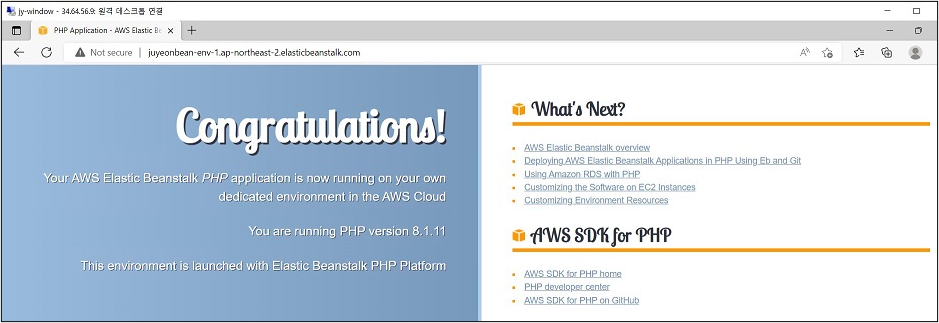 jy-window - 34.64.56.9: 원격 데스크톱 연결
PHP Application - AWS Elastic Be
Not secure | juyeonbean-env-1.ap-northeast-2.elasticbeanstalk.com
Congratulations!
Your AWS Elastic Beanstalk PHP application is now running on your own
dedicated environment in the AWS Cloud
You are running PHP version 8.1.11
This environment is launched with Elastic Beanstalk PHP Platform
What's Next?
AWS Elastic Beanstalk overview
Deploying AWS Elastic Beanstalk Applications in PHP Using Eb and Git
Using Amazon RDS with PHP
Customizing the Software on EC2 Instances
Customizing Environment Resources
AWS SDK for PHP
AWS SDK for PHP home
PHP developer center
AWS SDK for PHP on GitHub